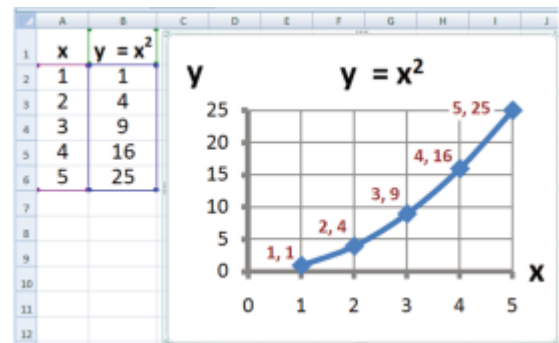 A B C D E F G H I J
1 x y = x²
2 1 1
3 2 4
4 3 9
5 4 16
6 5 25
7
8
9
10
11
12
y y = x²
25
20
15
10
5
0
5, 25
4, 16
3, 9
2, 4
1, 1
x
0 1 2 3 4 5